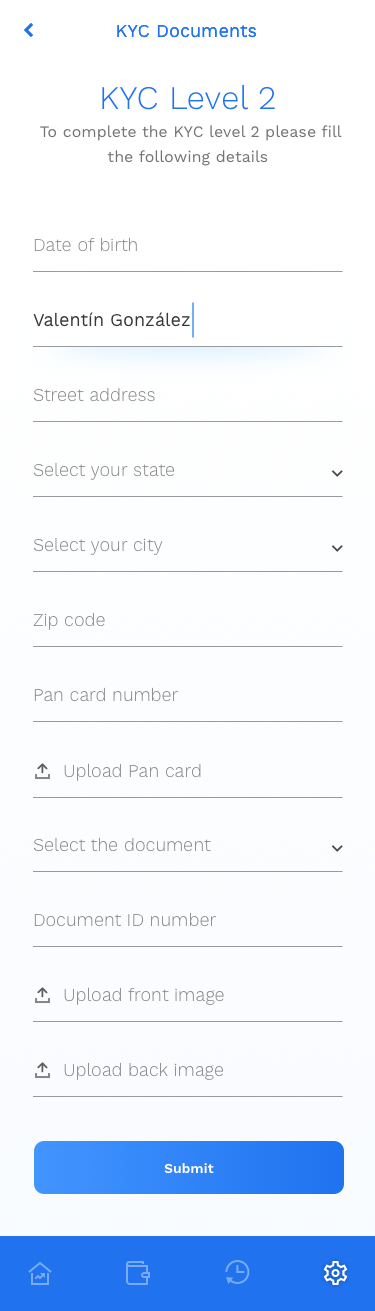 KYC Documents
KYC Level 2
To complete the KYC level 2 please fill
the following details
Date of birth
Valentín González
Street address
Select your state
Select your city
Zip code
Pan card number
Upload Pan card
Select the document
Document ID number
Upload front image
Upload back image
Submit